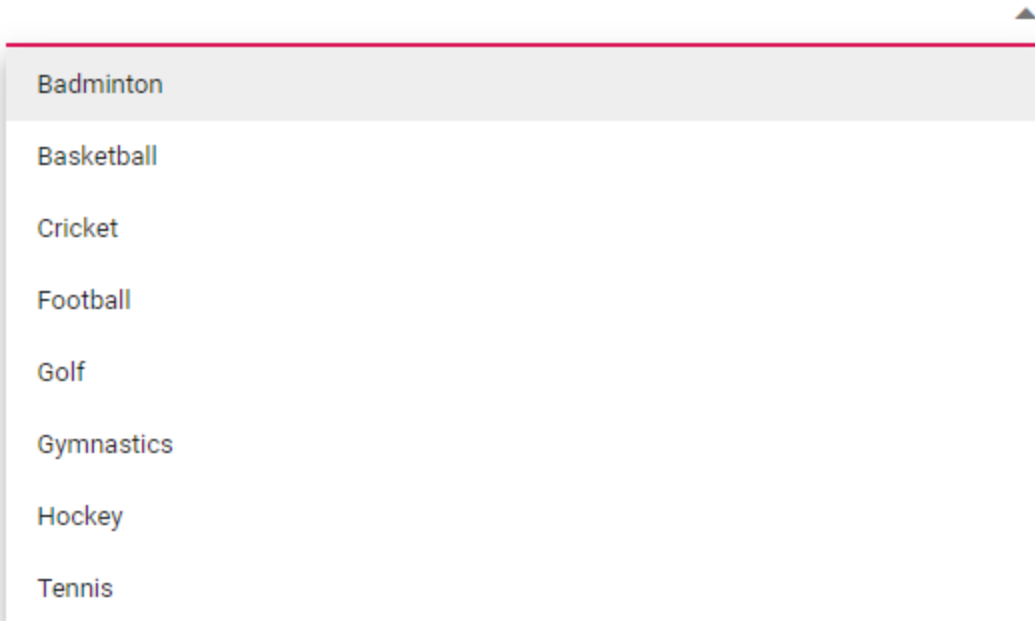 Badminton
Basketball
Cricket
Football
Golf
Gymnastics
Hockey
Tennis